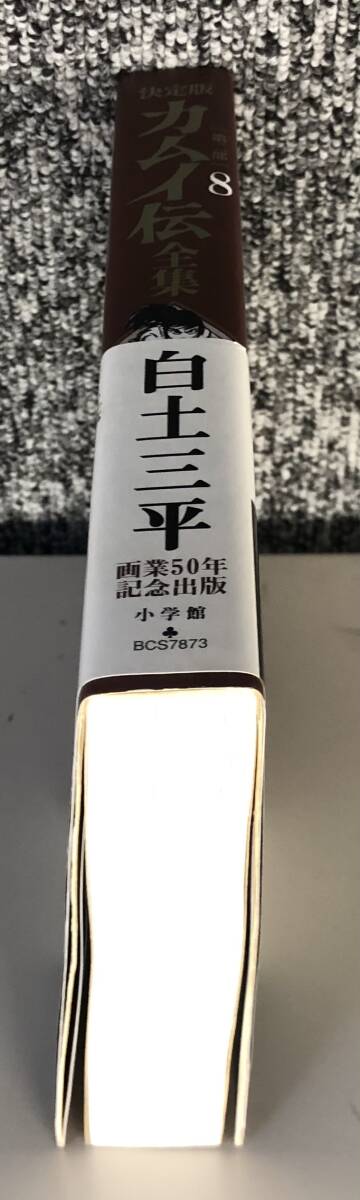 決定版
カムイ伝全集
第一部
8
白土三平
画業50年
記念出版
小学館
BCS7873